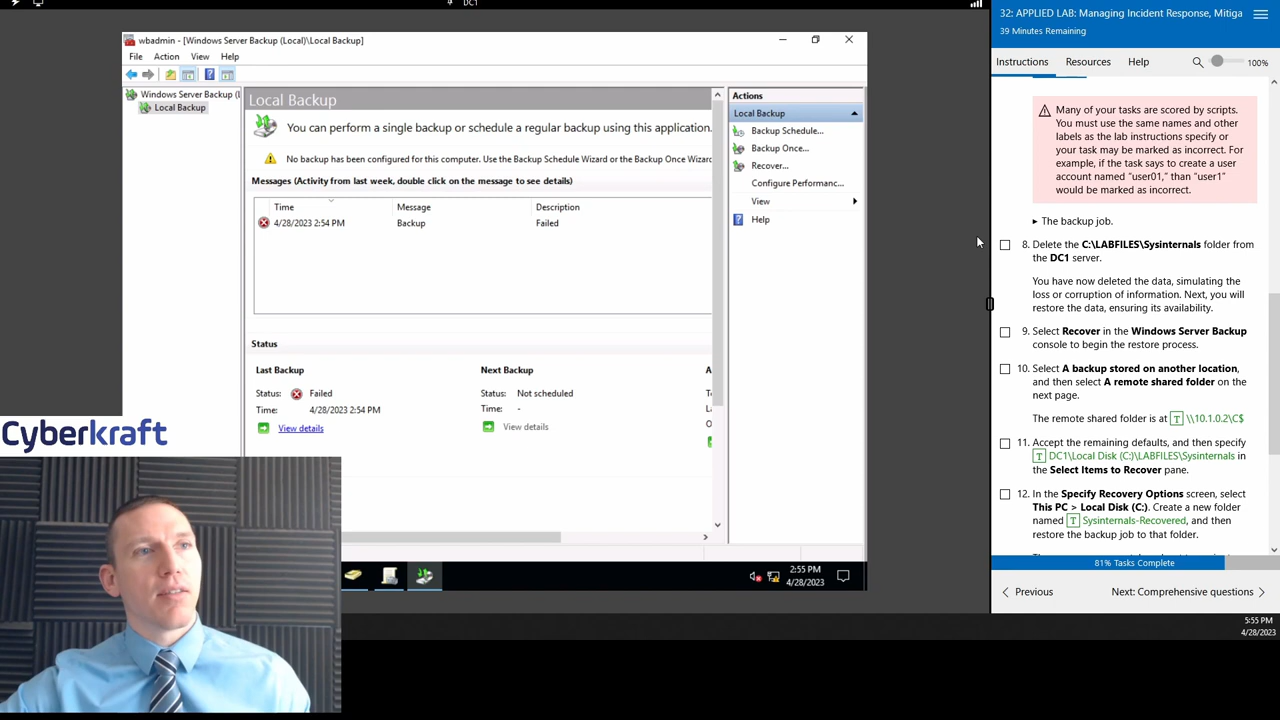 DC1
wbadmin - [Windows Server Backup (Local)\Local Backup]
File Action View Help
Windows Server Backup (l
Local Backup
Local Backup
You can perform a single backup or schedule a regular backup using this application.
No backup has been configured for this computer. Use the Backup Schedule Wizard or the Backup Once Wizard
Messages (Activity from last week, double click on the message to see details)
Time Message Description
4/28/2023 2:54 PM Backup Failed
Status
Last Backup
Status: Failed
Time: 4/28/2023 2:54 PM
View details
Next Backup
Status: Not scheduled
Time: -
View details
A
T
L
O
Actions
Local Backup
Backup Schedule...
Backup Once...
Recover...
Configure Performanc...
View
Help
2:55 PM
4/28/2023
Cyberkraft
32: APPLIED LAB: Managing Incident Response, Mitiga
39 Minutes Remaining
Instructions Resources Help 100%
Many of your tasks are scored by scripts.
You must use the same names and other
labels as the lab instructions specify or
your task may be marked as incorrect. For
example, if the task says to create a user
account named “user01,” than “user1”
would be marked as incorrect.
The backup job.
8. Delete the C:\LABFILES\Sysinternals folder from
the DC1 server.
You have now deleted the data, simulating the
loss or corruption of information. Next, you will
restore the data, ensuring its availability.
9. Select Recover in the Windows Server Backup
console to begin the restore process.
10. Select A backup stored on another location,
and then select A remote shared folder on the
next page.
The remote shared folder is at T \\10.1.0.2\C$
11. Accept the remaining defaults, and then specify
T DC1\Local Disk (C:)\LABFILES\Sysinternals in
the Select Items to Recover pane.
12. In the Specify Recovery Options screen, select
This PC > Local Disk (C:). Create a new folder
named T Sysinternals-Recovered, and then
restore the backup job to that folder.
81% Tasks Complete
Previous Next: Comprehensive questions
5:55 PM
4/28/2023